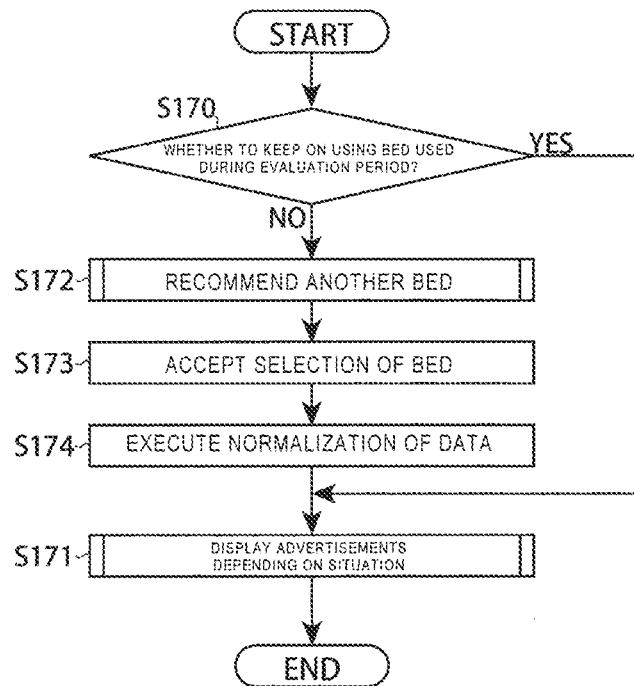 START
S170
WHETHER TO KEEP ON USING BED USED
DURING EVALUATION PERIOD?
YES
NO
S172
RECOMMEND ANOTHER BED
S173
ACCEPT SELECTION OF BED
S174
EXECUTE NORMALIZATION OF DATA
S171
DISPLAY ADVERTISEMENTS
DEPENDING ON SITUATION
END